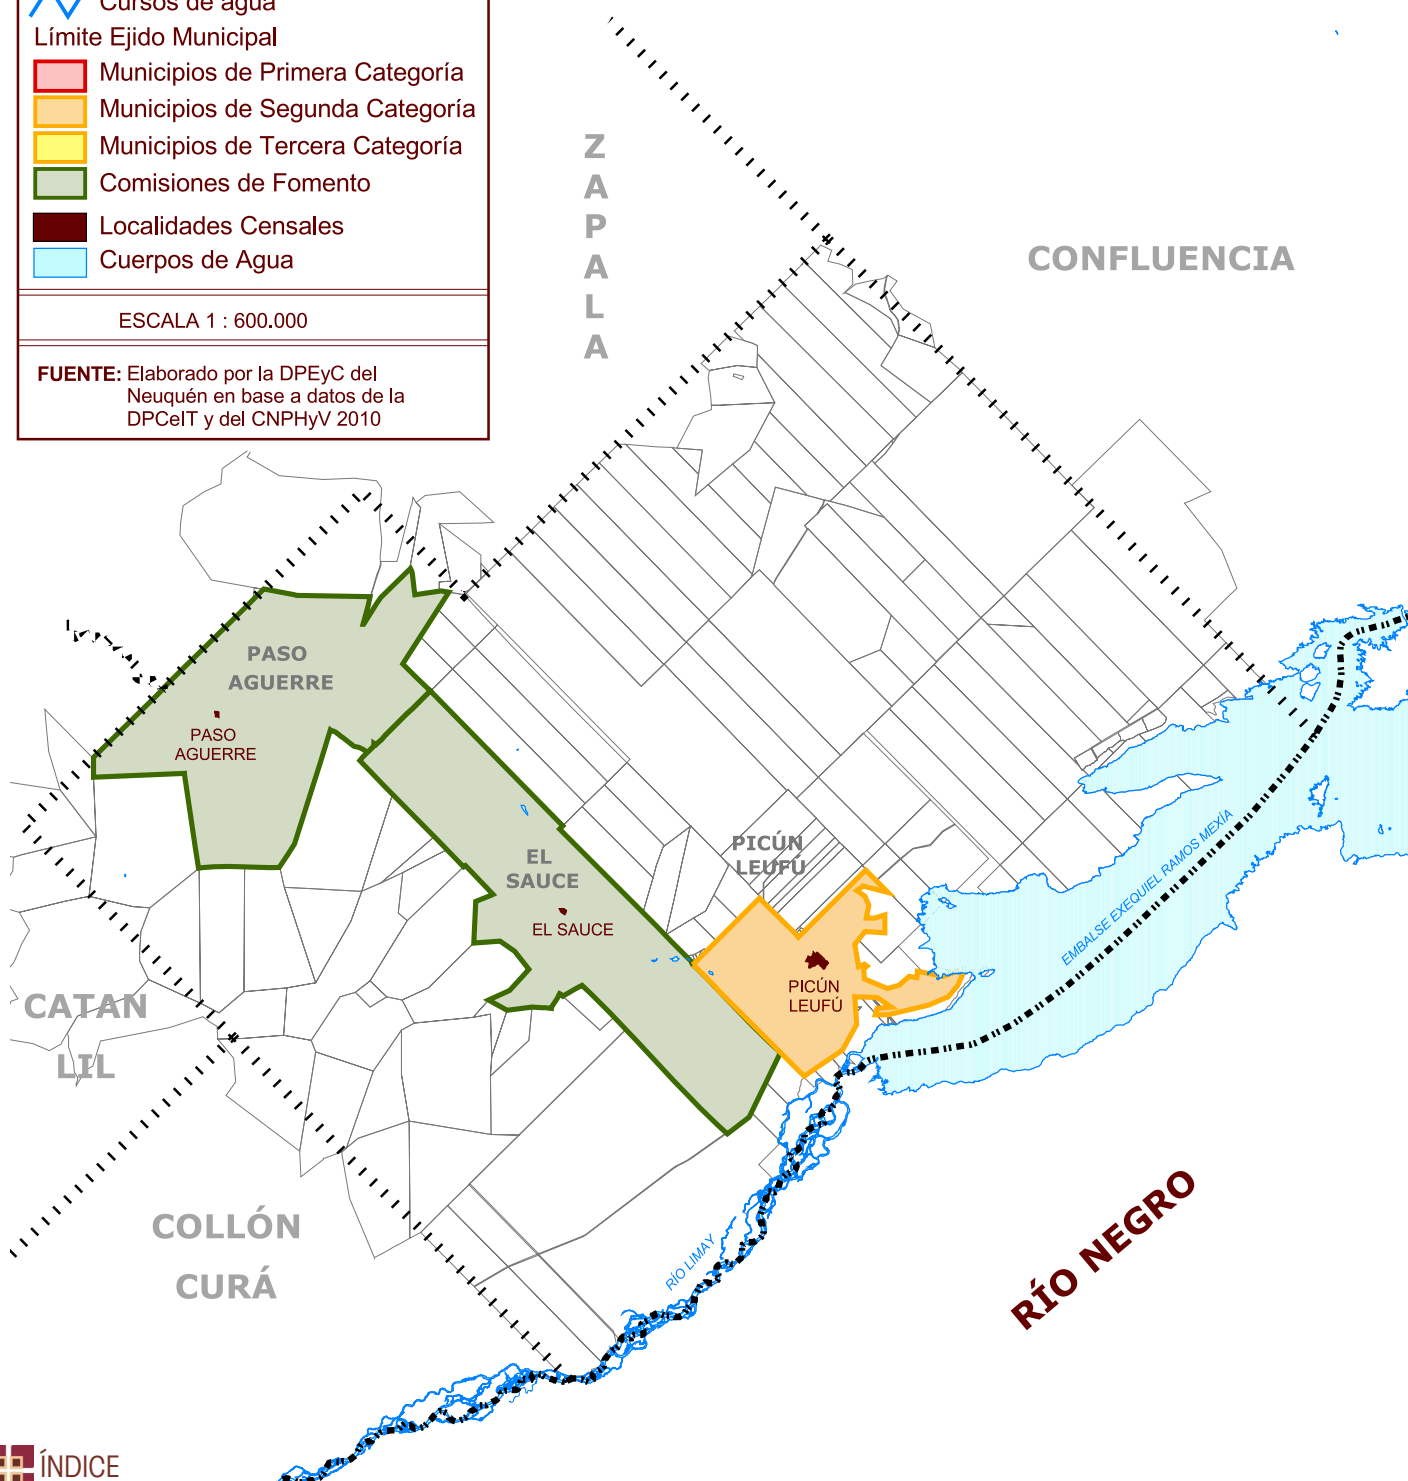 Cursos de agua
Límite Ejido Municipal
Municipios de Primera Categoría
Municipios de Segunda Categoría
Municipios de Tercera Categoría
Comisiones de Fomento
Localidades Censales
Cuerpos de Agua
ESCALA 1 : 600.000
FUENTE: Elaborado por la DPEyC del
Neuquén en base a datos de la
DPCeIT y del CNPHyV 2010
Z
A
P
A
L
A
CONFLUENCIA
PASO
AGUERRE
PASO
AGUERRE
EL
SAUCE
EL SAUCE
PICÚN
LEUFÚ
PICÚN
LEUFÚ
EMBALSE EXEQUIEL RAMOS MEXÍA
CATAN
LIL
COLLÓN
CURÁ
RÍO LIMAY
RÍO NEGRO
ÍNDICE